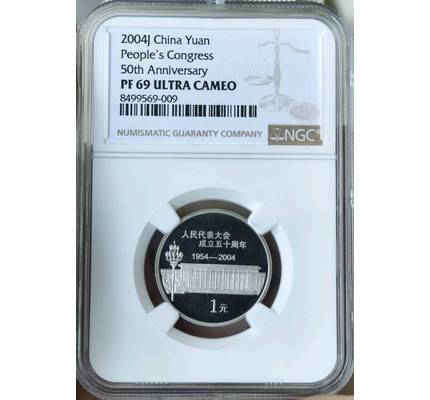 2004J China Yuan
People's Congress
50th Anniversary
PF 69 ULTRA CAMEO
8499569-009
NUMISMATIC GUARANTY COMPANY
NGC
人民代表大会
成立五十周年
1954—2004
1元